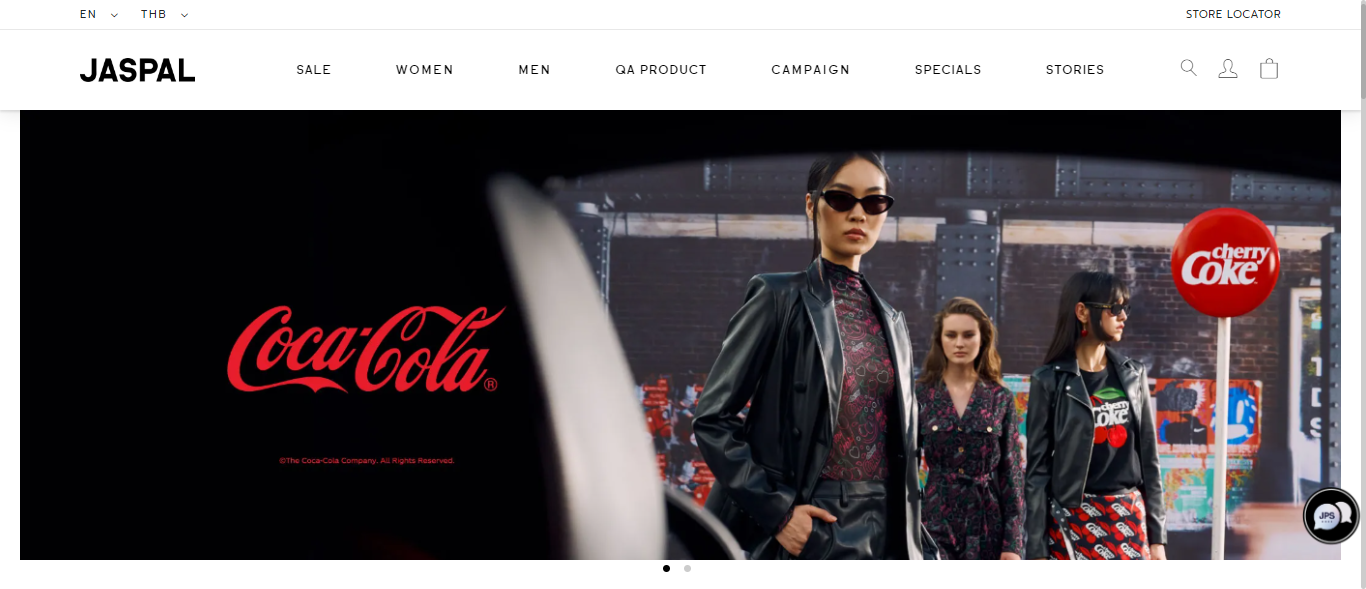 EN THB STORE LOCATOR
JASPAL SALE WOMEN MEN QA PRODUCT CAMPAIGN SPECIALS STORIES
Coca-Cola®
©The Coca-Cola Company. All Rights Reserved.
cherry
Coke
cherry
Coke
JPS